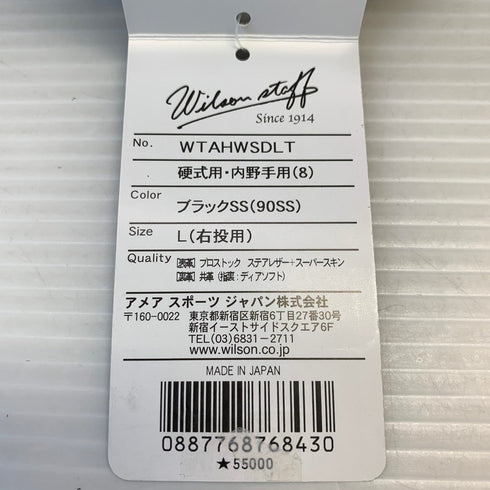 Wilson staff
Since 1914
No. WTAHWSDLT
硬式用・内野手用(8)
Color ブラックSS(90SS)
Size L(右投用)
Quality [表革] プロストック ステアレザー+スーパースキン
[裏革] 共革 (指裏:ディアソフト)
アメア スポーツ ジャパン株式会社
〒160-0022 東京都新宿区新宿6丁目27番30号
新宿イーストサイドスクエア6F
TEL(03)6831-2711
www.wilson.co.jp
MADE IN JAPAN
0887768768430
★55000